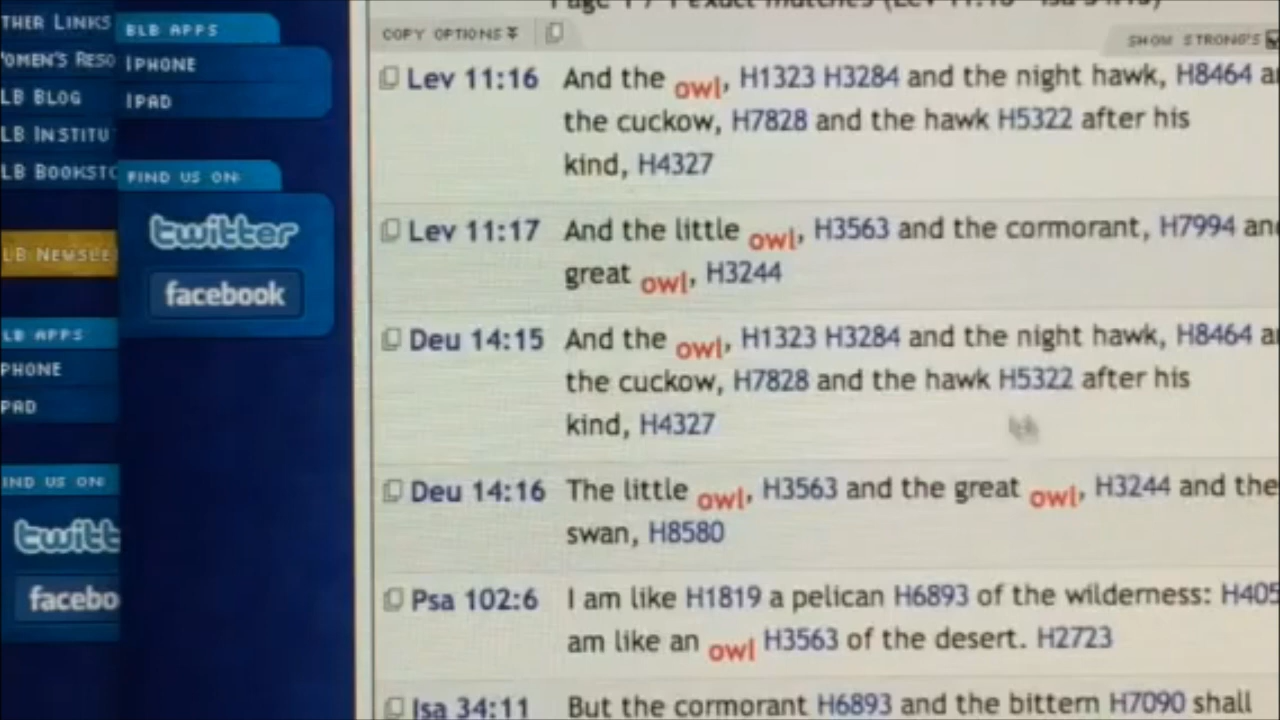 THER LINKS
OMEN'S RESO
LB BLOG
LB INSTITU
LB BOOKSTO
LB NEWSLE
LB APPS
PHONE
PAD
IND US ON:
twitt
facebo
BLB APPS
IPHONE
IPAD
FIND US ON:
twitter
facebook
COPY OPTIONS
SHOW STRONG'S
Lev 11:16 And the owl, H1323 H3284 and the night hawk, H8464 a
the cuckow, H7828 and the hawk H5322 after his
kind, H4327
Lev 11:17 And the little owl, H3563 and the cormorant, H7994 an
great owl, H3244
Deu 14:15 And the owl, H1323 H3284 and the night hawk, H8464 a
the cuckow, H7828 and the hawk H5322 after his
kind, H4327
Deu 14:16 The little owl, H3563 and the great owl, H3244 and the
swan, H8580
Psa 102:6 I am like H1819 a pelican H6893 of the wilderness: H405
am like an owl H3563 of the desert. H2723
Isa 34:11 But the cormorant H6893 and the bittern H7090 shall